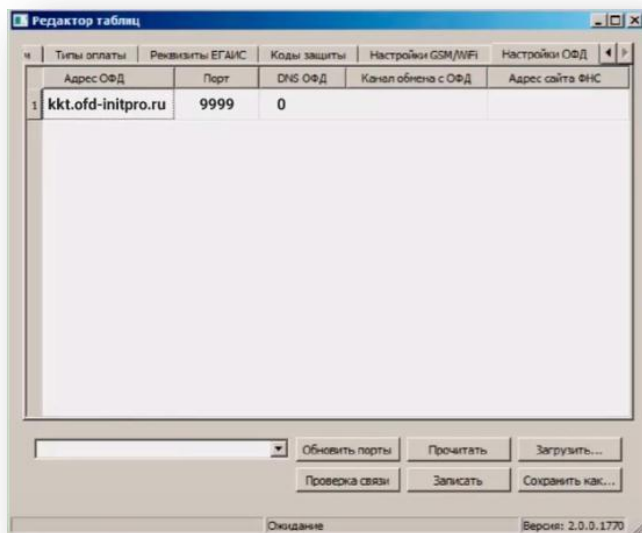 Редактор таблиц
ч Типы оплаты Реквизиты ЕГАИС Коды защиты Настройки GSM/WiFi Настройки ОФД
Адрес ОФД Порт DNS ОФД Канал обмена с ОФД Адрес сайта ФНС
1 kkt.ofd-initpro.ru 9999 0
Обновить порты Прочитать Загрузить...
Проверка связи Записать Сохранить как...
Ожидание Версия: 2.0.0.1770